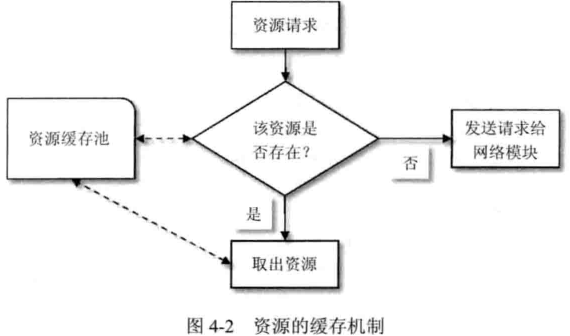 资源请求
资源缓存池
该资源是
否存在？
发送请求给
网络模块
否
是
取出资源
图 4-2 资源的缓存机制